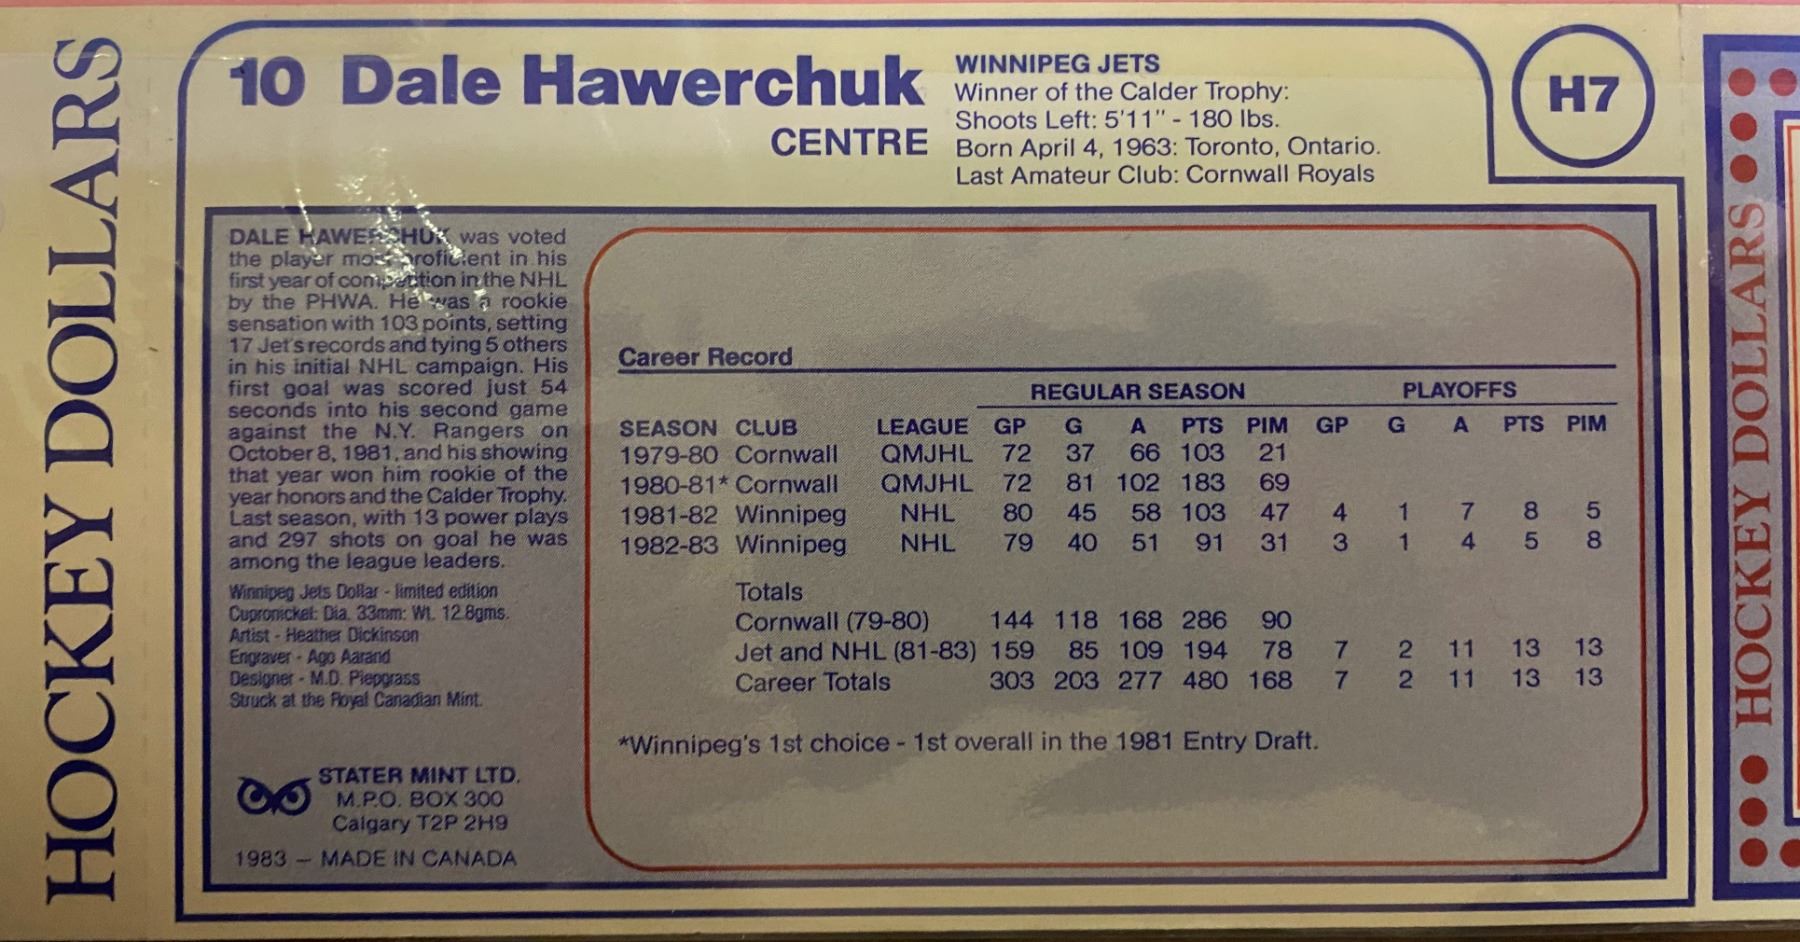 HOCKEY DOLLARS
10 Dale Hawerchuk
CENTRE
WINNIPEG JETS
Winner of the Calder Trophy:
Shoots Left: 5'11" - 180 lbs.
Born April 4, 1963: Toronto, Ontario.
Last Amateur Club: Cornwall Royals
H7
DALE HAWERCHUK was voted
the player most proficient in his
first year of competition in the NHL
by the PHWA. He was a rookie
sensation with 103 points, setting
17 Jet's records and tying 5 others
in his initial NHL campaign. His
first goal was scored just 54
seconds into his second game
against the N.Y. Rangers on
October 8, 1981, and his showing
that year won him rookie of the
year honors and the Calder Trophy.
Last season, with 13 power plays
and 297 shots on goal he was
among the league leaders.
Winnipeg Jets Dollar - limited edition
Cupronickel: Dia. 33mm: Wt. 12.8gms.
Artist - Heather Dickinson
Engraver - Ago Aarand
Designer - M.D. Piepgrass
Struck at the Royal Canadian Mint.
STATER MINT LTD.
M.P.O. BOX 300
Calgary T2P 2H9
1983 – MADE IN CANADA
Career Record
REGULAR SEASON PLAYOFFS
SEASON CLUB LEAGUE GP G A PTS PIM GP G A PTS PIM
1979-80 Cornwall QMJHL 72 37 66 103 21
1980-81* Cornwall QMJHL 72 81 102 183 69
1981-82 Winnipeg NHL 80 45 58 103 47 4 1 7 8 5
1982-83 Winnipeg NHL 79 40 51 91 31 3 1 4 5 8
Totals
Cornwall (79-80) 144 118 168 286 90
Jet and NHL (81-83) 159 85 109 194 78 7 2 11 13 13
Career Totals 303 203 277 480 168 7 2 11 13 13
*Winnipeg's 1st choice - 1st overall in the 1981 Entry Draft.
HOCKEY DOLLARS